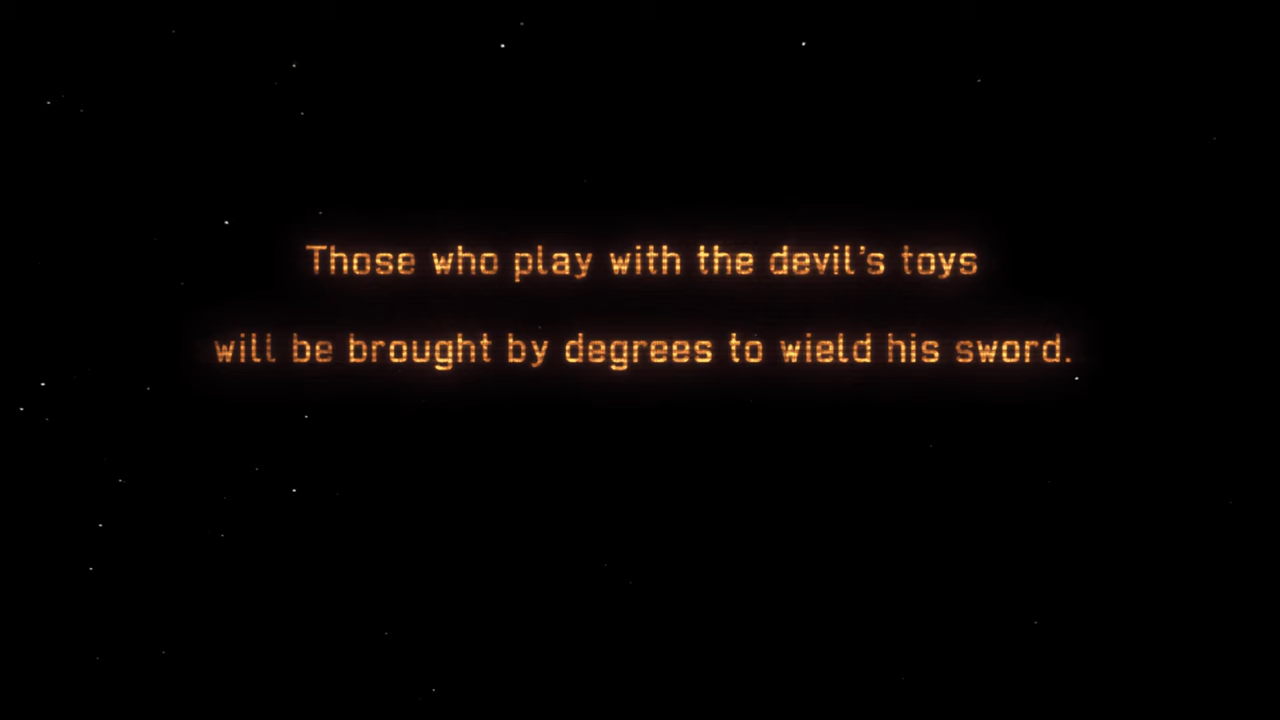 Those who play with the devil’s toys
will be brought by degrees to wield his sword.